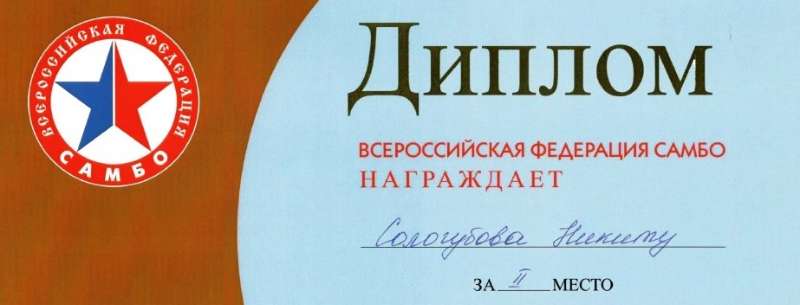 ВСЕРОССИЙСКАЯ ФЕДЕРАЦИЯ
САМБО
ДИПЛОМ
ВСЕРОССИЙСКАЯ ФЕДЕРАЦИЯ САМБО
НАГРАЖДАЕТ
Сологубова Никиту
ЗА II МЕСТО